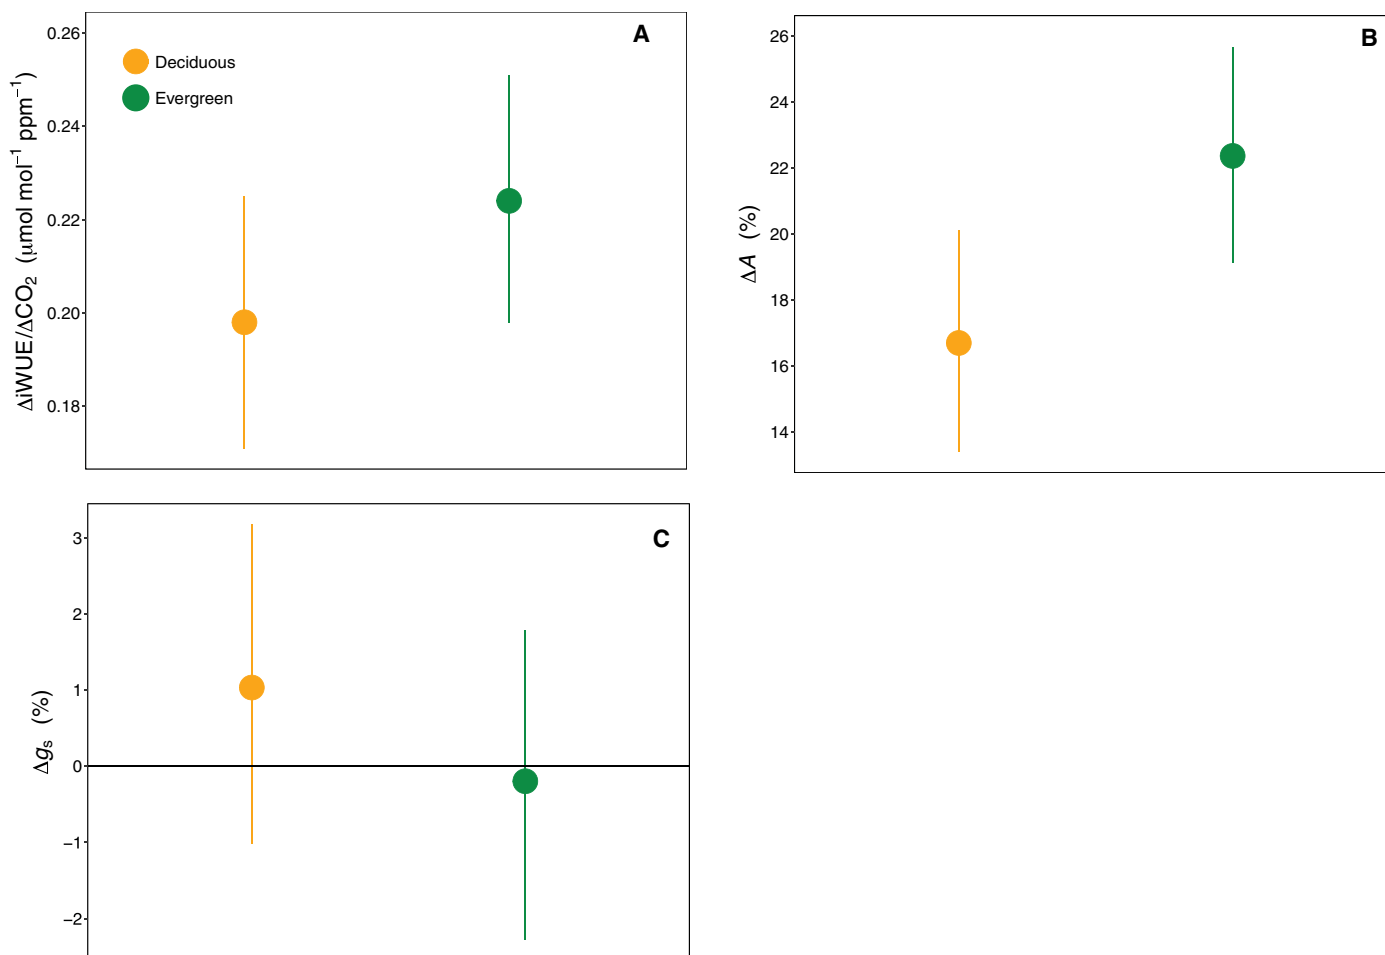 A
0.26
0.24
0.22
0.20
0.18
ΔiWUE/ΔCO₂ (μmol mol⁻¹ ppm⁻¹)
Deciduous
Evergreen
B
26
24
22
20
18
16
14
ΔA (%)
C
3
2
1
0
−1
−2
Δgₛ (%)